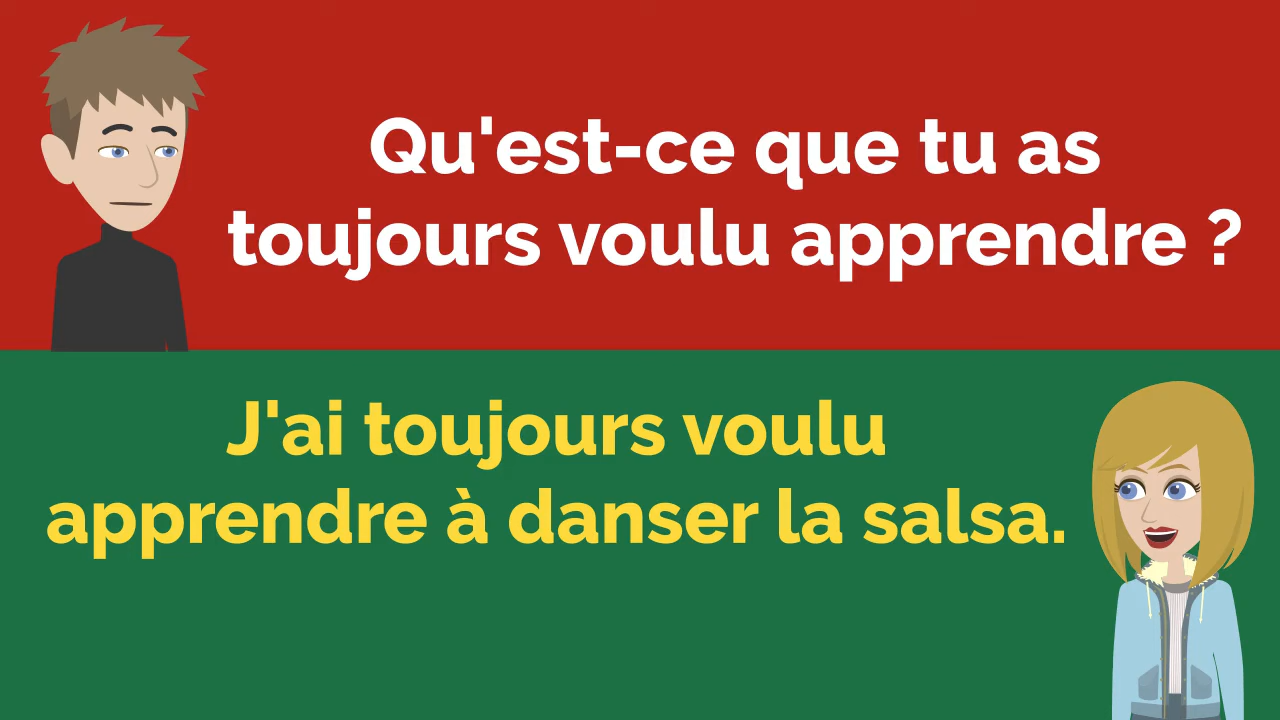 Qu'est-ce que tu as
toujours voulu apprendre ?
J'ai toujours voulu
apprendre à danser la salsa.